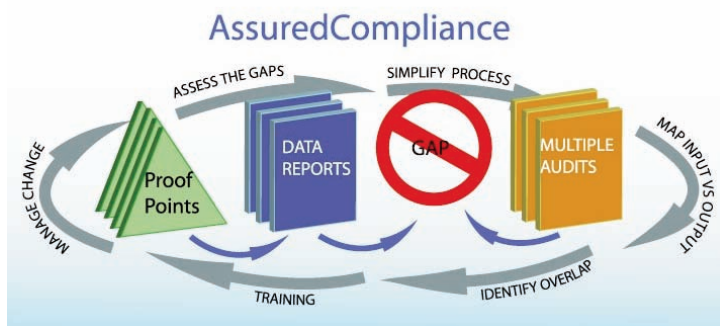 AssuredCompliance
ASSESS THE GAPS
SIMPLIFY PROCESS
MAP INPUT VS OUTPUT
IDENTIFY OVERLAP
TRAINING
MANAGE CHANGE
Proof
Points
DATA
REPORTS
GAP
MULTIPLE
AUDITS